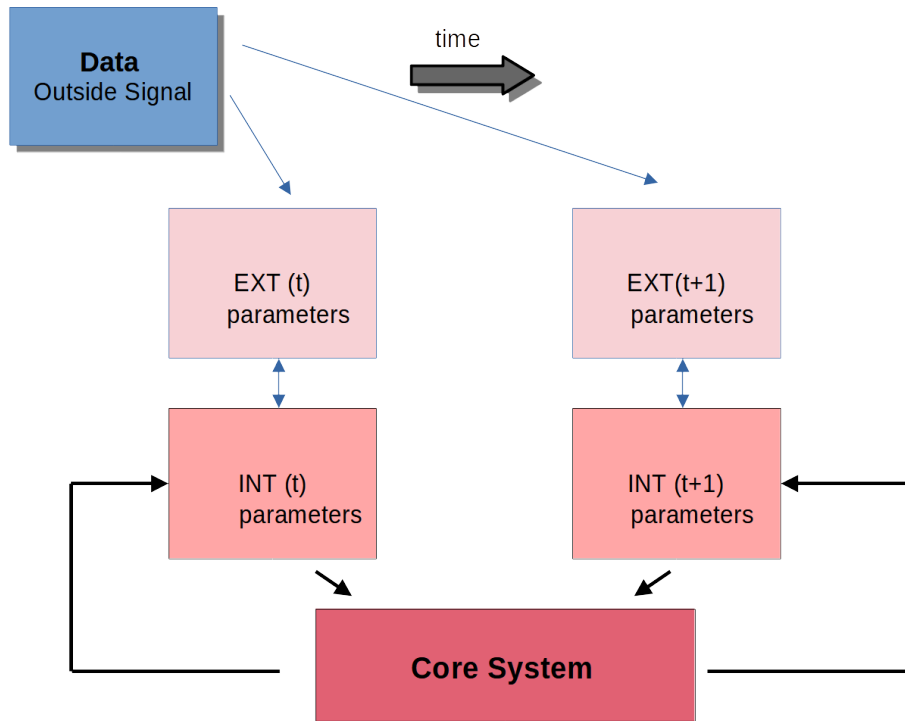 Data
Outside Signal
time
EXT (t)
parameters
EXT(t+1)
parameters
INT (t)
parameters
INT (t+1)
parameters
Core System